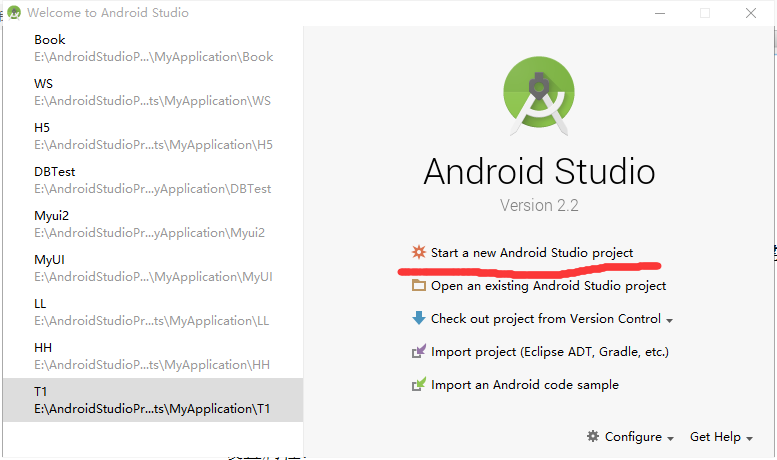 Welcome to Android Studio
Book
E:\AndroidStudioP...\MyApplication\Book
WS
E:\AndroidStudioP...ts\MyApplication\WS
H5
E:\AndroidStudioPr...ts\MyApplication\H5
DBTest
E:\AndroidStudioPr...yApplication\DBTest
Myui2
E:\AndroidStudioPr...yApplication\Myui2
MyUI
E:\AndroidStudioPr...ts\MyApplication\MyUI
LL
E:\AndroidStudioPr...ts\MyApplication\LL
HH
E:\AndroidStudioPr...ts\MyApplication\HH
T1
E:\AndroidStudioPr...ts\MyApplication\T1
Android Studio
Version 2.2
Start a new Android Studio project
Open an existing Android Studio project
Check out project from Version Control
Import project (Eclipse ADT, Gradle, etc.)
Import an Android code sample
Configure
Get Help